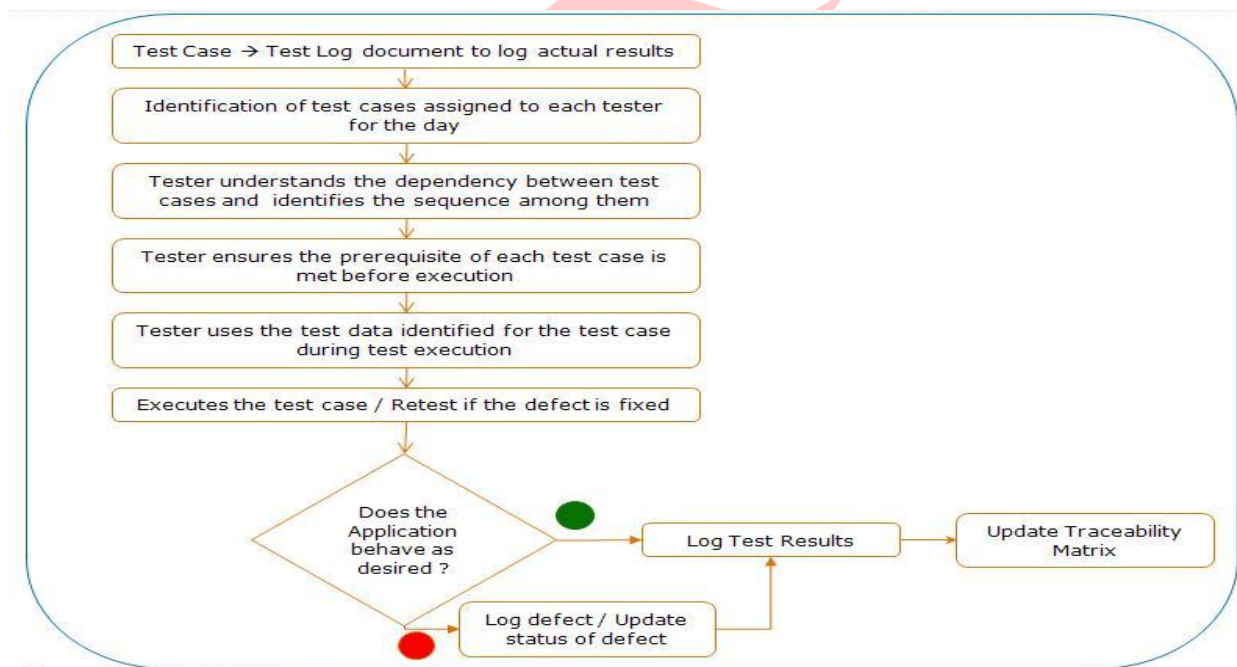 Test Case → Test Log document to log actual results
Identification of test cases assigned to each tester
for the day
Tester understands the dependency between test
cases and identifies the sequence among them
Tester ensures the prerequisite of each test case is
met before execution
Tester uses the test data identified for the test case
during test execution
Executes the test case / Retest if the defect is fixed
Does the
Application
behave as
desired ?
Log Test Results
Update Traceability
Matrix
Log defect / Update
status of defect